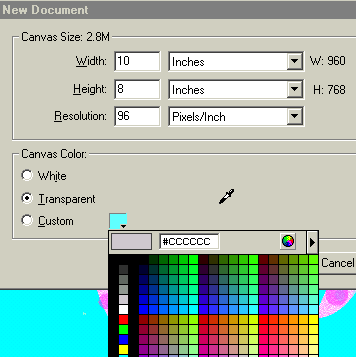 New Document
Canvas Size: 2.8M
Width: 10 Inches W: 960
Height: 8 Inches H: 768
Resolution: 96 Pixels/Inch
Canvas Color:
White
Transparent
Custom
#CCCCCC
Cancel